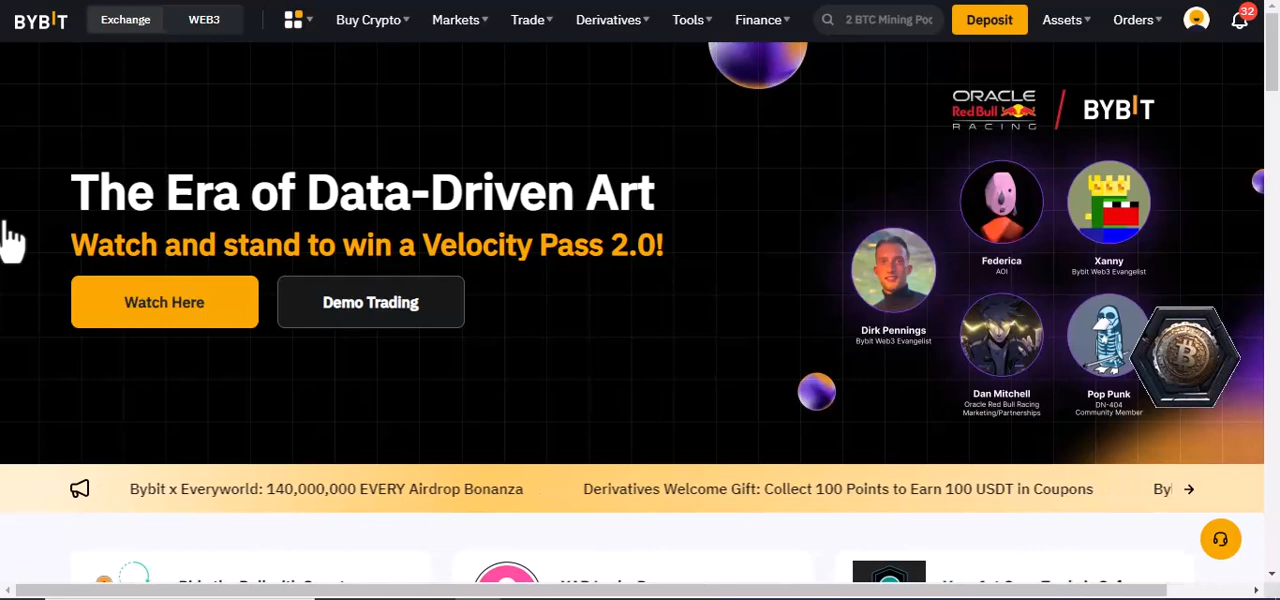 BYBIT Exchange WEB3 Buy Crypto Markets Trade Derivatives Tools Finance 2 BTC Mining Poc Deposit Assets Orders 32
ORACLE
Red Bull
RACING
BYBIT
The Era of Data-Driven Art
Watch and stand to win a Velocity Pass 2.0!
Watch Here Demo Trading
Federica
AOI
Xanny
Bybit Web3 Evangelist
Dirk Pennings
Bybit Web3 Evangelist
Dan Mitchell
Oracle Red Bull Racing
Marketing/Partnerships
Pop Punk
DN-404
Community Member
Bybit x Everyworld: 140,000,000 EVERY Airdrop Bonanza Derivatives Welcome Gift: Collect 100 Points to Earn 100 USDT in Coupons By